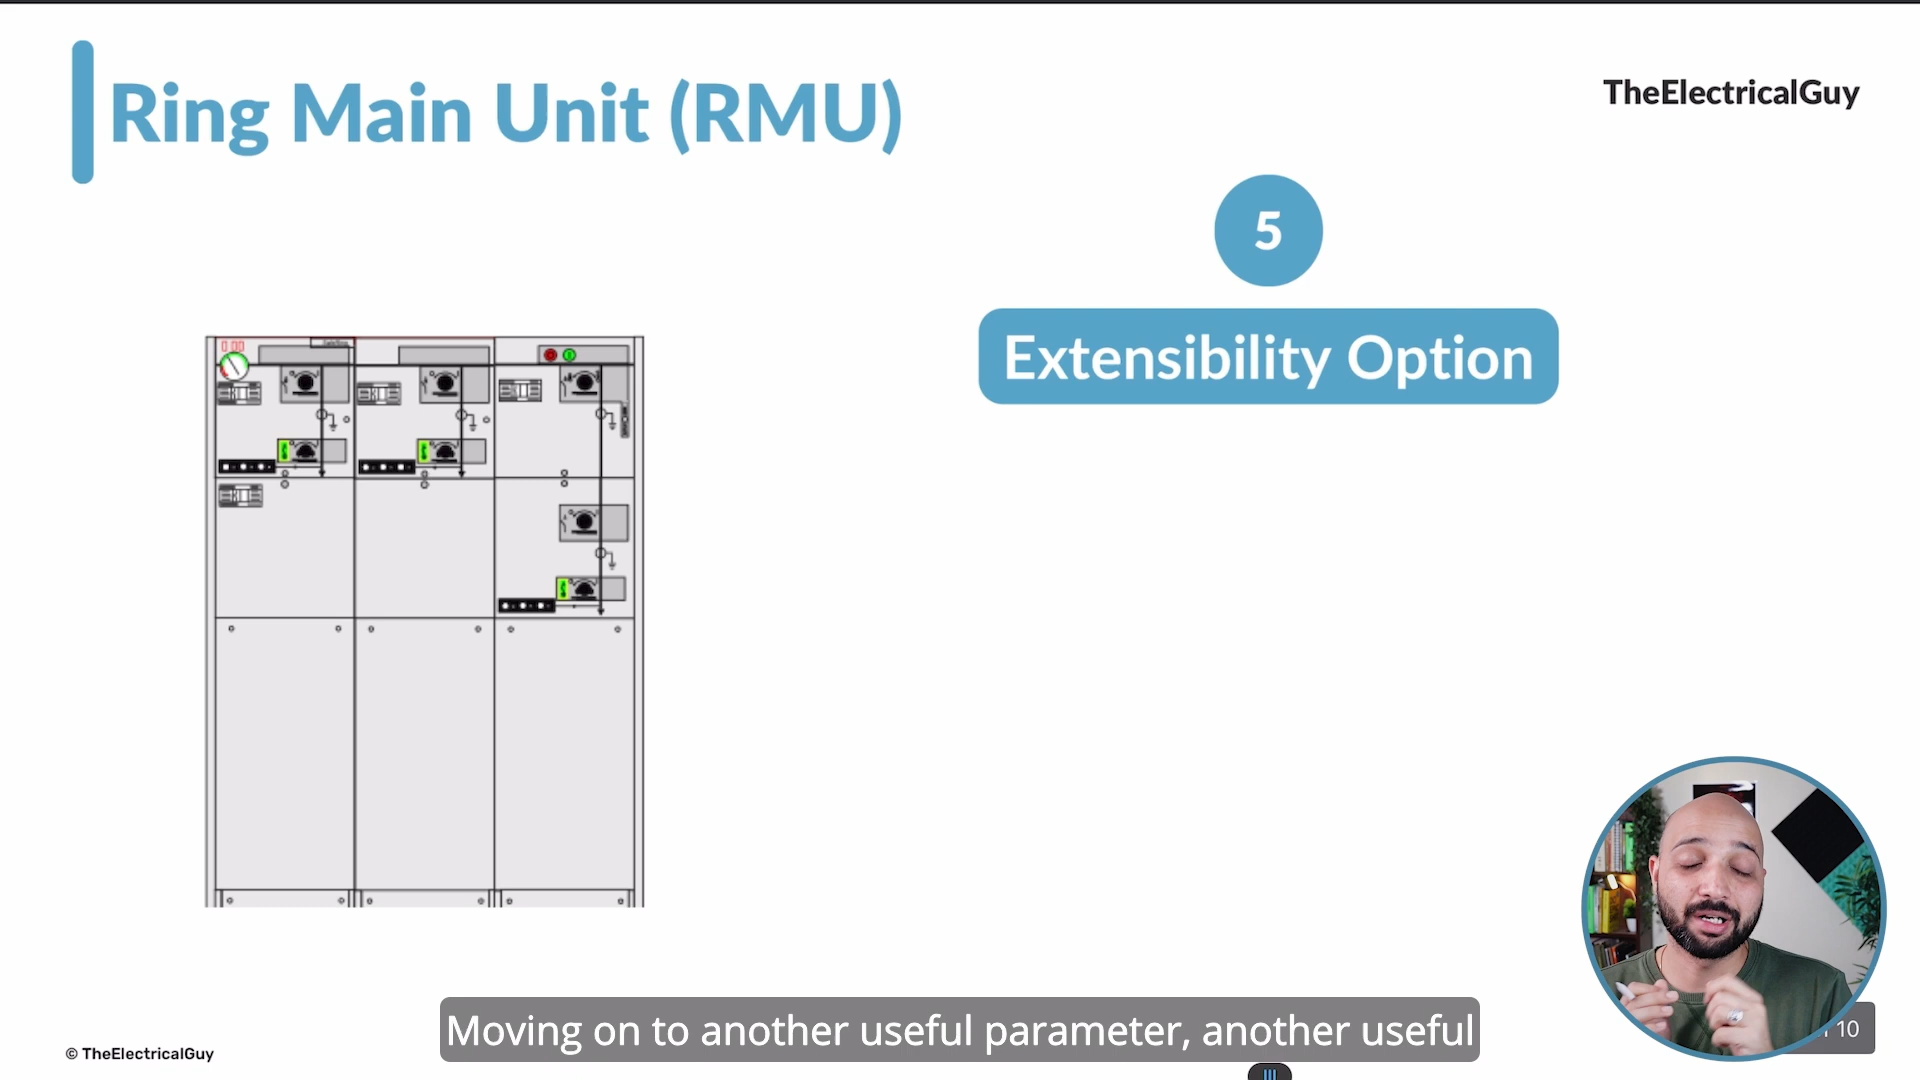 Ring Main Unit (RMU)
TheElectricalGuy
5
Extensibility Option
Moving on to another useful parameter, another useful
10
© TheElectricalGuy